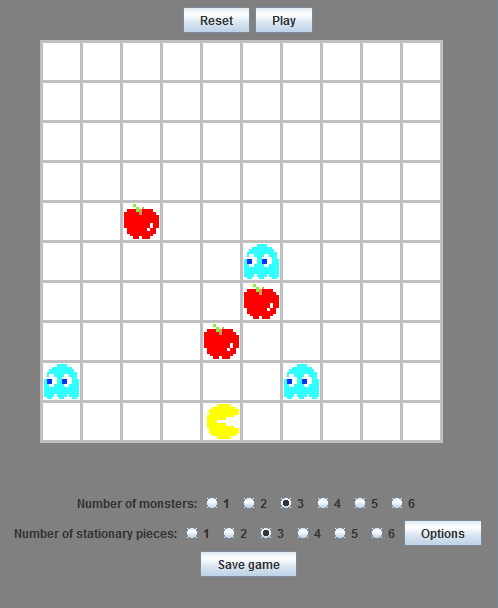 Reset Play
Number of monsters: 1 2 3 4 5 6
Number of stationary pieces: 1 2 3 4 5 6 Options
Save game